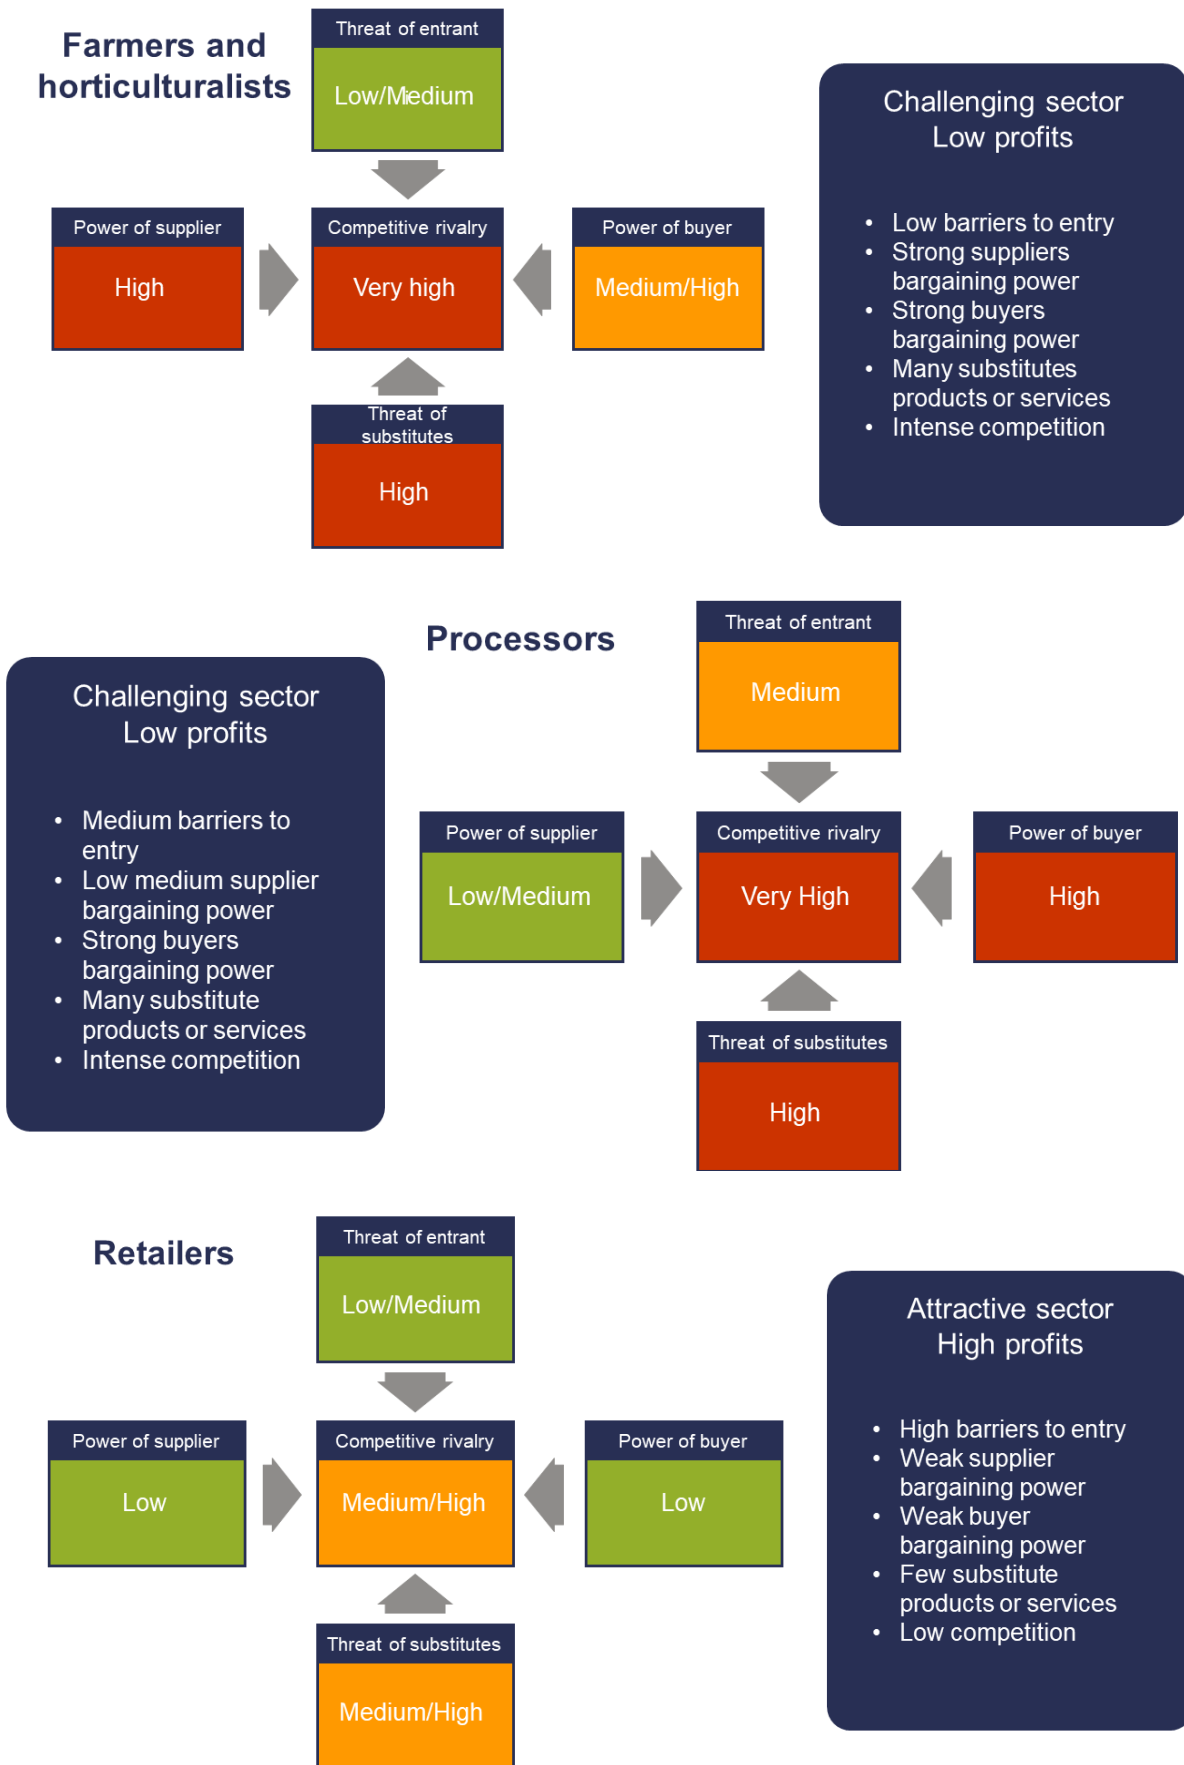 Farmers and
horticulturalists
Threat of entrant
Low/Medium
Power of supplier
High
Competitive rivalry
Very high
Power of buyer
Medium/High
Threat of
substitutes
High
Challenging sector
Low profits
• Low barriers to entry
• Strong suppliers
bargaining power
• Strong buyers
bargaining power
• Many substitutes
products or services
• Intense competition
Processors
Challenging sector
Low profits
• Medium barriers to
entry
• Low medium supplier
bargaining power
• Strong buyers
bargaining power
• Many substitute
products or services
• Intense competition
Threat of entrant
Medium
Power of supplier
Low/Medium
Competitive rivalry
Very High
Power of buyer
High
Threat of substitutes
High
Retailers
Threat of entrant
Low/Medium
Power of supplier
Low
Competitive rivalry
Medium/High
Power of buyer
Low
Threat of substitutes
Medium/High
Attractive sector
High profits
• High barriers to entry
• Weak supplier
bargaining power
• Weak buyer
bargaining power
• Few substitute
products or services
• Low competition